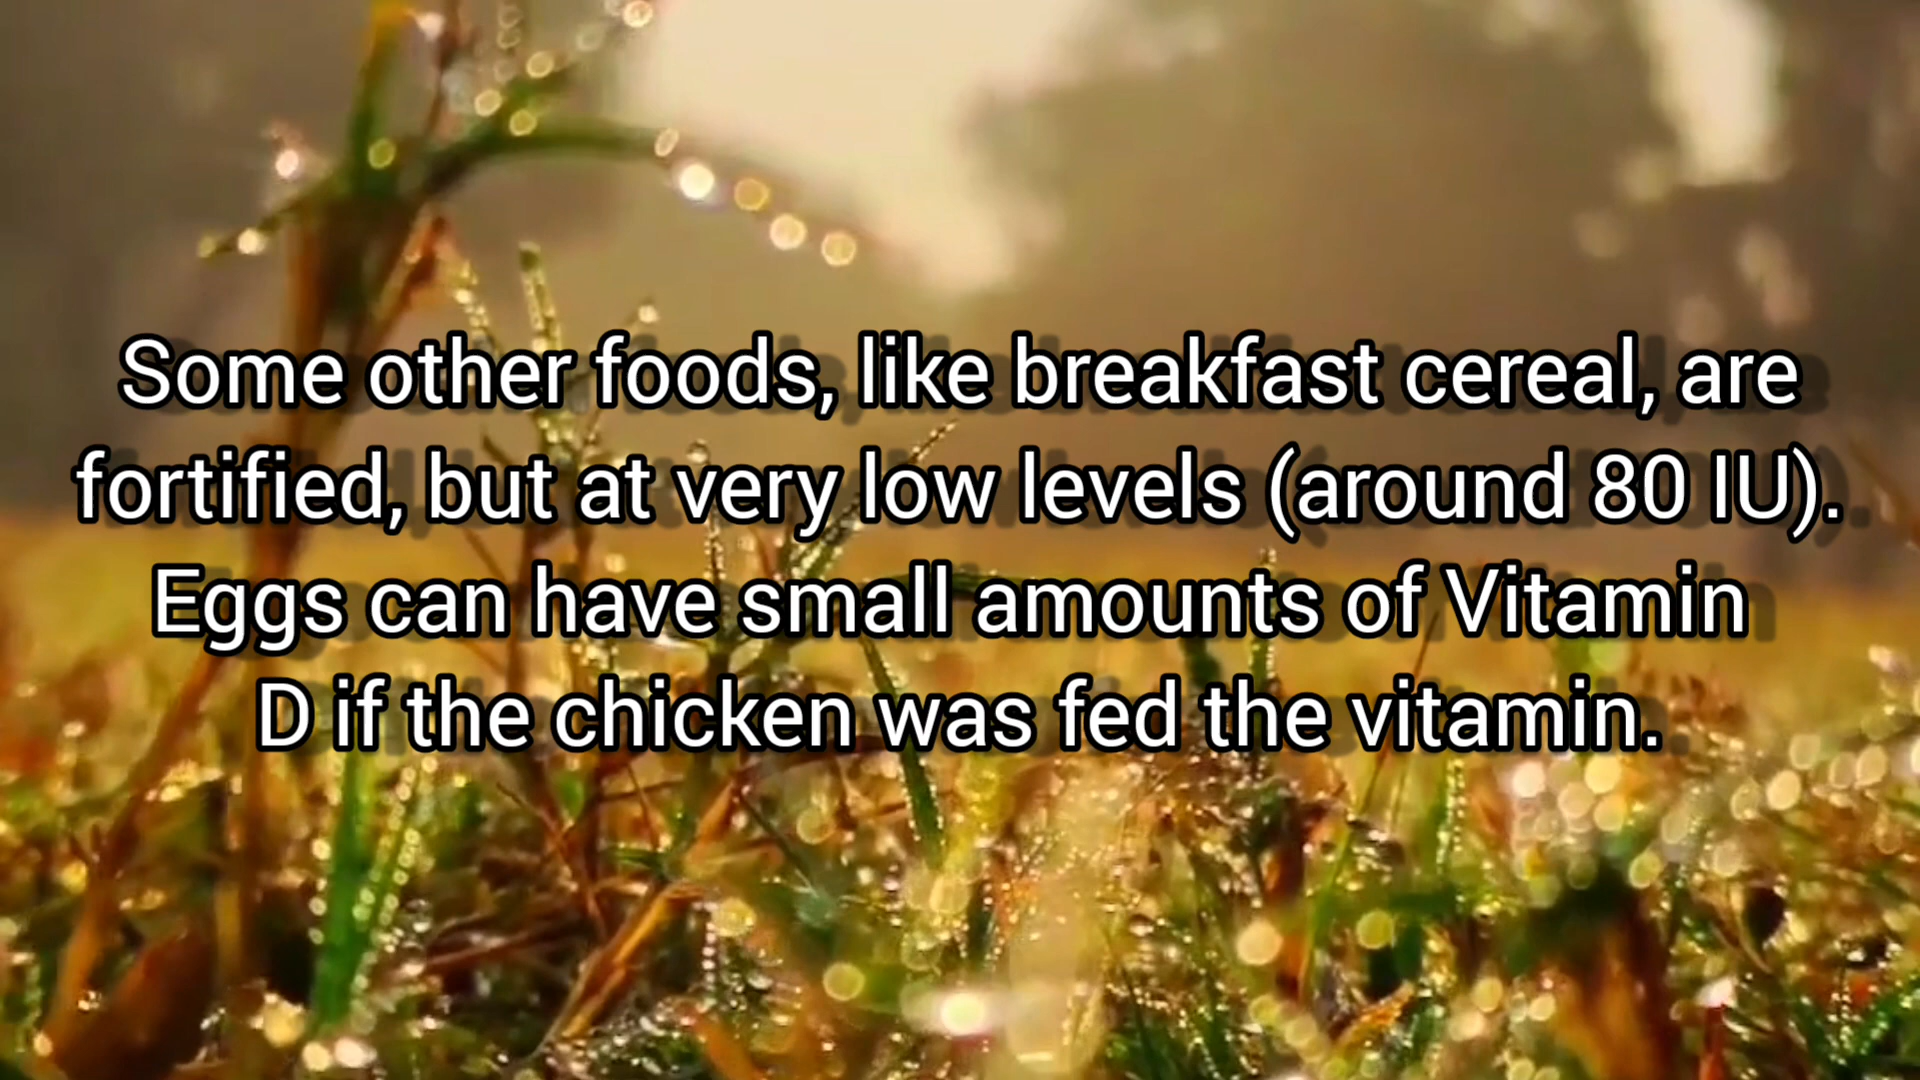 Some other foods, like breakfast cereal, are
fortified, but at very low levels (around 80 IU).
Eggs can have small amounts of Vitamin
D if the chicken was fed the vitamin.